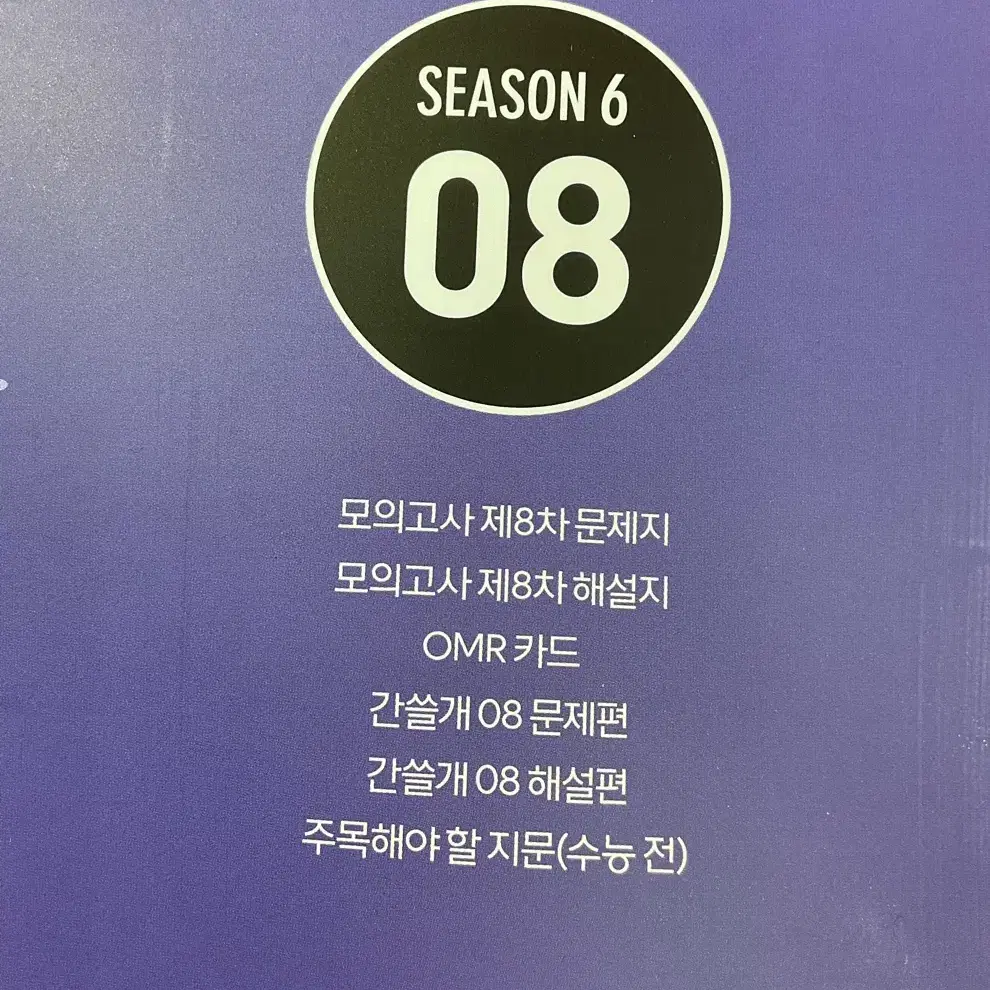 SEASON 6
08
모의고사 제8차 문제지
모의고사 제8차 해설지
OMR 카드
간쓸개 08 문제편
간쓸개 08 해설편
주목해야 할 지문(수능 전)